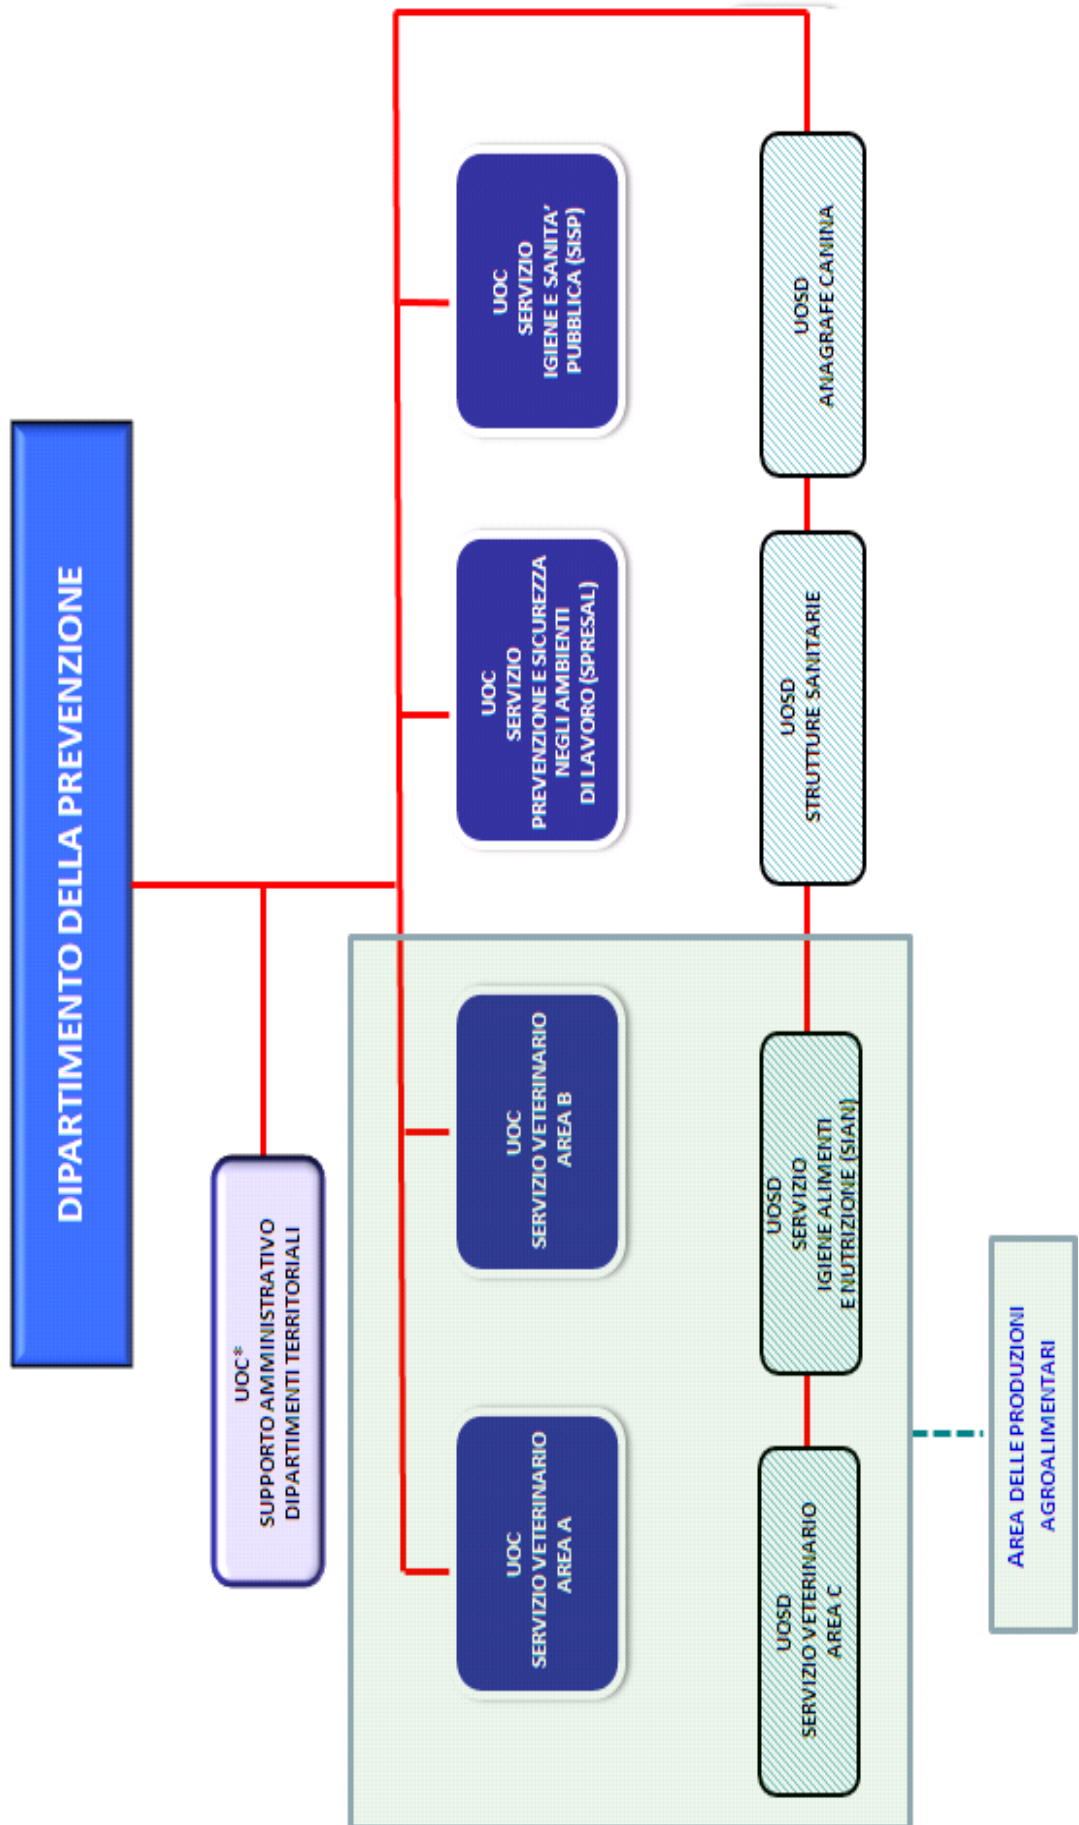 DIPARTIMENTO DELLA PREVENZIONE
UOC*
SUPPORTO AMMINISTRATIVO
DIPARTIMENTI TERRITORIALI
UOC
SERVIZIO VETERINARIO
AREA A
UOC
SERVIZIO VETERINARIO
AREA B
UOC
SERVIZIO
PREVENZIONE E SICUREZZA
NEGLI AMBIENTI
DI LAVORO (SPRESAL)
UOC
SERVIZIO
IGIENE E SANITA’
PUBBLICA (SISP)
UOSD
SERVIZIO VETERINARIO
AREA C
UOSD
SERVIZIO
IGIENE ALIMENTI
E NUTRIZIONE (SIAN)
UOSD
STRUTTURE SANITARIE
UOSD
ANAGRAFE CANINA
AREA DELLE PRODUZIONI
AGROALIMENTARI